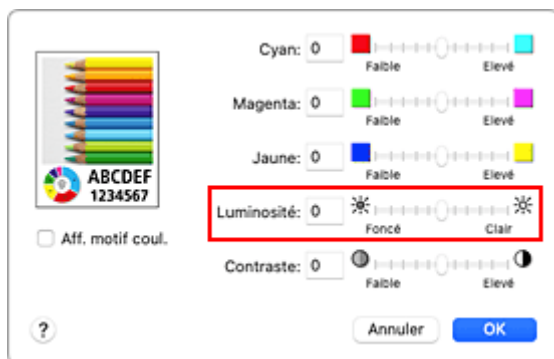 Cyan: 0
Faible Elevé
Magenta: 0
Faible Elevé
Jaune: 0
Faible Elevé
ABCDEF
1234567
Luminosité: 0
Foncé Clair
Aff. motif coul.
Contraste: 0
Faible Elevé
? Annuler OK